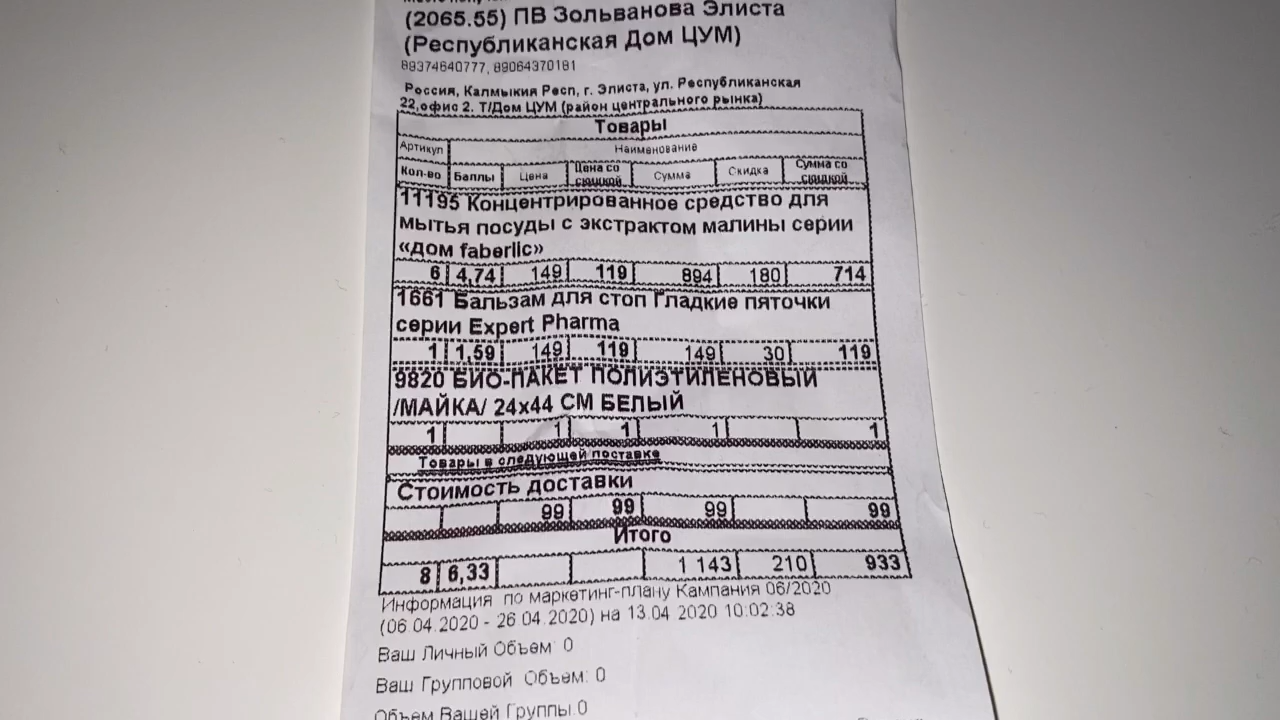 (2065.55) ПВ Зольванова Элиста
(Республиканская Дом ЦУМ)
89374640777, 89064370181
Россия, Калмыкия Респ, г. Элиста, ул. Республиканская
22,офис 2. Т/Дом ЦУМ (район центрального рынка)
Товары
Артикул Наименование
Кол-во Баллы Цена Цена со скидкой Сумма Скидка Сумма со скидкой
11195 Концентрированное средство для
мытья посуды с экстрактом малины серии
«дом faberlic»
6 4,74 149 119 894 180 714
1661 Бальзам для стоп Гладкие пяточки
серии Expert Pharma
1 1,59 149 119 149 30 119
9820 БИО-ПАКЕТ ПОЛИЭТИЛЕНОВЫЙ
/МАЙКА/ 24x44 СМ БЕЛЫЙ
1 1 1 1 1
Товары в следующей поставке
Стоимость доставки
99 99 99 99
Итого
8 6,33 1 143 210 933
Информация по маркетинг-плану Кампания 06/2020
(06.04.2020 - 26.04.2020) на 13.04.2020 10:02:38
Ваш Личный Объем: 0
Ваш Групповой Объем: 0
Объем Вашей Группы:0